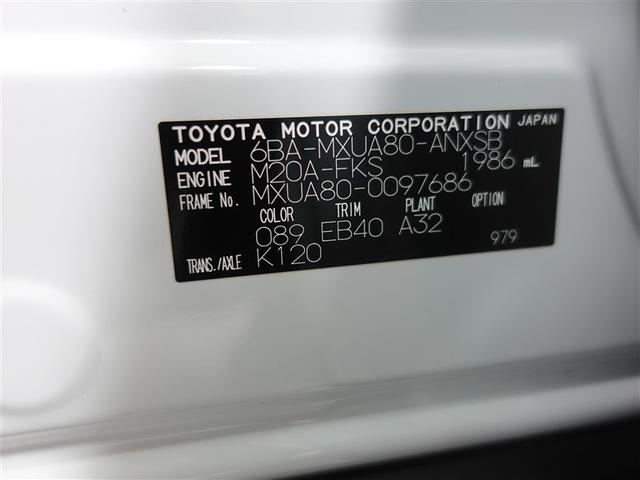 TOYOTA MOTOR CORPORATION JAPAN
MODEL 6BA-MXUA80-ANXSB
ENGINE M20A-FKS 1986 mL
FRAME No. MXUA80-0097686
COLOR TRIM PLANT OPTION
089 EB40 A32
TRANS./AXLE K120 979